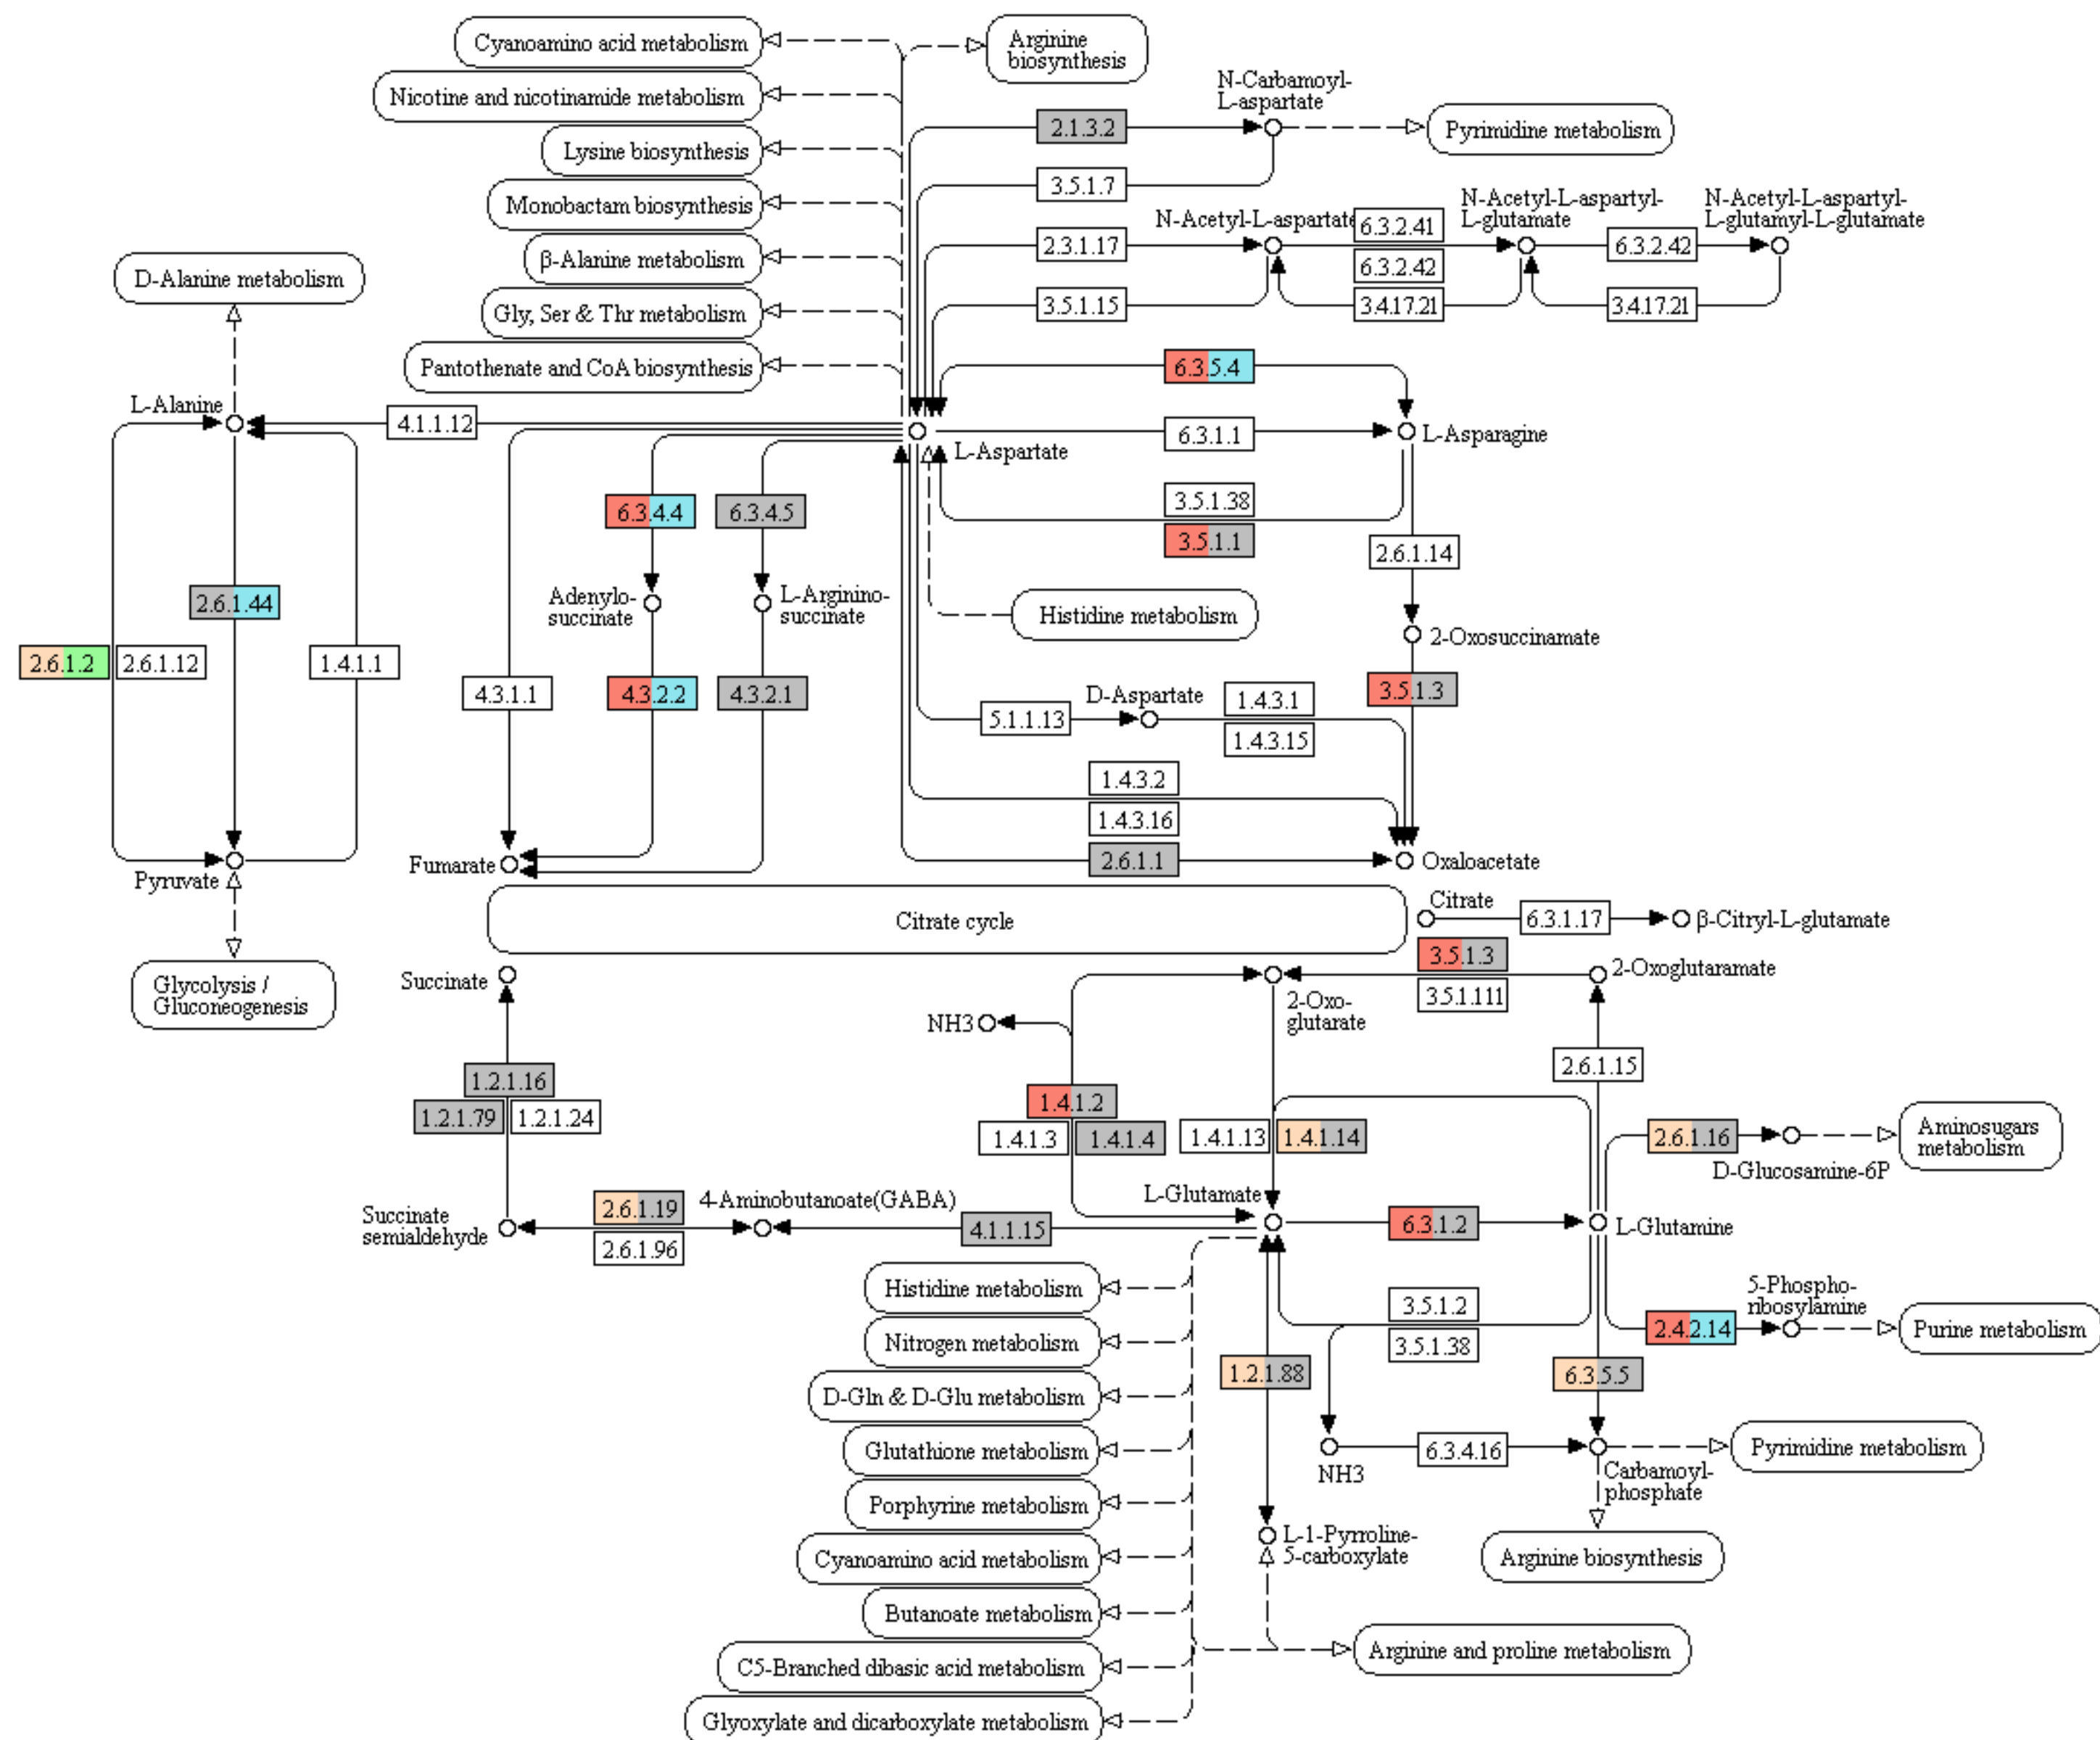 Cyanoamino acid metabolism
Arginine
biosynthesis
Nicotine and nicotinamide metabolism
N-Carbamoyl-
L-aspartate
2.1.3.2
Pyrimidine metabolism
Lysine biosynthesis
3.5.1.7
Monobactam biosynthesis
N-Acetyl-L-aspartate
6.3.2.41
N-Acetyl-L-aspartyl-
L-glutamate
N-Acetyl-L-aspartyl-
L-glutamyl-L-glutamate
2.3.1.17
6.3.2.42
6.3.2.42
β-Alanine metabolism
D-Alanine metabolism
3.5.1.15
3.4.17.21
3.4.17.21
Gly, Ser & Thr metabolism
Pantothenate and CoA biosynthesis
6.3.5.4
L-Alanine
4.1.1.12
L-Aspartate
6.3.1.1
L-Asparagine
6.3.4.4
6.3.4.5
3.5.1.38
3.5.1.1
2.6.1.14
2.6.1.44
Adenylo-
succinate
L-Arginino-
succinate
Histidine metabolism
2-Oxosuccinamate
2.6.1.2
2.6.1.12
1.4.1.1
4.3.1.1
4.3.2.2
4.3.2.1
D-Aspartate
5.1.1.13
1.4.3.1
1.4.3.15
3.5.1.3
1.4.3.2
1.4.3.16
Pyruvate
Fumarate
2.6.1.1
Oxaloacetate
Citrate cycle
Citrate
6.3.1.17
β-Citryl-L-glutamate
Glycolysis /
Gluconeogenesis
Succinate
3.5.1.3
3.5.1.111
2-Oxoglutaramate
2-Oxo-
glutarate
NH3
2.6.1.15
1.2.1.16
1.2.1.79
1.2.1.24
1.4.1.2
1.4.1.3
1.4.1.4
1.4.1.13
1.4.1.14
2.6.1.16
Aminosugars
metabolism
D-Glucosamine-6P
Succinate
semialdehyde
2.6.1.19
2.6.1.96
4-Aminobutanoate(GABA)
4.1.1.15
L-Glutamate
6.3.1.2
L-Glutamine
Histidine metabolism
3.5.1.2
3.5.1.38
5-Phospho-
ribosylamine
2.4.2.14
Purine metabolism
Nitrogen metabolism
1.2.1.88
6.3.5.5
D-Gln & D-Glu metabolism
Glutathione metabolism
NH3
6.3.4.16
Carbamoyl-
phosphate
Pyrimidine metabolism
Porphyrine metabolism
L-1-Pyrroline-
5-carboxylate
Arginine biosynthesis
Cyanoamino acid metabolism
Butanoate metabolism
Arginine and proline metabolism
C5-Branched dibasic acid metabolism
Glyoxylate and dicarboxylate metabolism